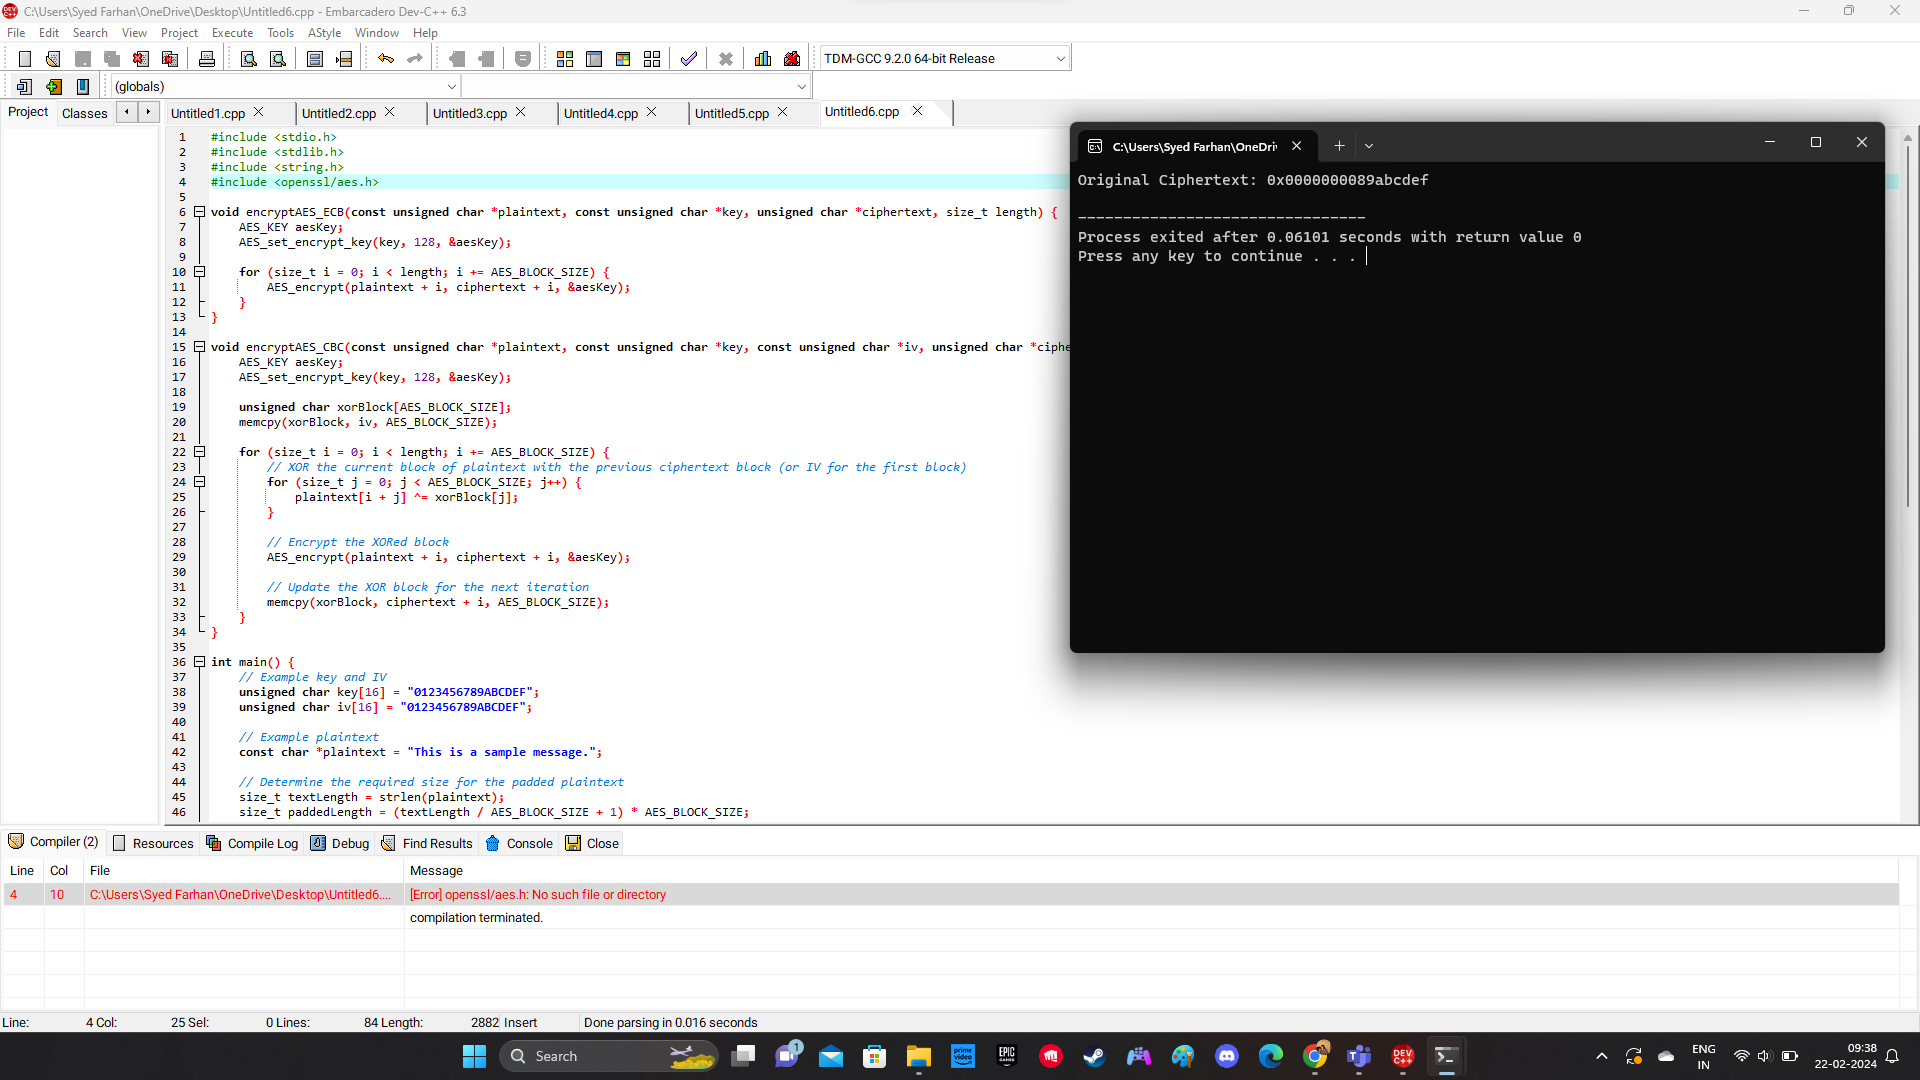 C:\Users\Syed Farhan\OneDrive\Desktop\Untitled6.cpp - Embarcadero Dev-C++ 6.3
File Edit Search View Project Execute Tools AStyle Window Help
TDM-GCC 9.2.0 64-bit Release
(globals)
Project Classes Untitled1.cpp Untitled2.cpp Untitled3.cpp Untitled4.cpp Untitled5.cpp Untitled6.cpp
1 #include <stdio.h>
2 #include <stdlib.h>
3 #include <string.h>
4 #include <openssl/aes.h>
5
6 void encryptAES_ECB(const unsigned char *plaintext, const unsigned char *key, unsigned char *ciphertext, size_t length) {
7 AES_KEY aesKey;
8 AES_set_encrypt_key(key, 128, &aesKey);
9
10 for (size_t i = 0; i < length; i += AES_BLOCK_SIZE) {
11 AES_encrypt(plaintext + i, ciphertext + i, &aesKey);
12 }
13 }
14
15 void encryptAES_CBC(const unsigned char *plaintext, const unsigned char *key, const unsigned char *iv, unsigned char *ciphe
16 AES_KEY aesKey;
17 AES_set_encrypt_key(key, 128, &aesKey);
18
19 unsigned char xorBlock[AES_BLOCK_SIZE];
20 memcpy(xorBlock, iv, AES_BLOCK_SIZE);
21
22 for (size_t i = 0; i < length; i += AES_BLOCK_SIZE) {
23 // XOR the current block of plaintext with the previous ciphertext block (or IV for the first block)
24 for (size_t j = 0; j < AES_BLOCK_SIZE; j++) {
25 plaintext[i + j] ^= xorBlock[j];
26 }
27
28 // Encrypt the XORed block
29 AES_encrypt(plaintext + i, ciphertext + i, &aesKey);
30
31 // Update the XOR block for the next iteration
32 memcpy(xorBlock, ciphertext + i, AES_BLOCK_SIZE);
33 }
34 }
35
36 int main() {
37 // Example key and IV
38 unsigned char key[16] = "0123456789ABCDEF";
39 unsigned char iv[16] = "0123456789ABCDEF";
40
41 // Example plaintext
42 const char *plaintext = "This is a sample message.";
43
44 // Determine the required size for the padded plaintext
45 size_t textLength = strlen(plaintext);
46 size_t paddedLength = (textLength / AES_BLOCK_SIZE + 1) * AES_BLOCK_SIZE;
C:\Users\Syed Farhan\OneDri
Original Ciphertext: 0x0000000089abcdef
--------------------------------
Process exited after 0.06101 seconds with return value 0
Press any key to continue . . .
Compiler (2) Resources Compile Log Debug Find Results Console Close
Line Col File Message
4 10 C:\Users\Syed Farhan\OneDrive\Desktop\Untitled6.... [Error] openssl/aes.h: No such file or directory
compilation terminated.
Line: 4 Col: 25 Sel: 0 Lines: 84 Length: 2882 Insert Done parsing in 0.016 seconds
Search
1
prime video
EPIC GAMES
DEV C++
ENG
IN
09:38
22-02-2024